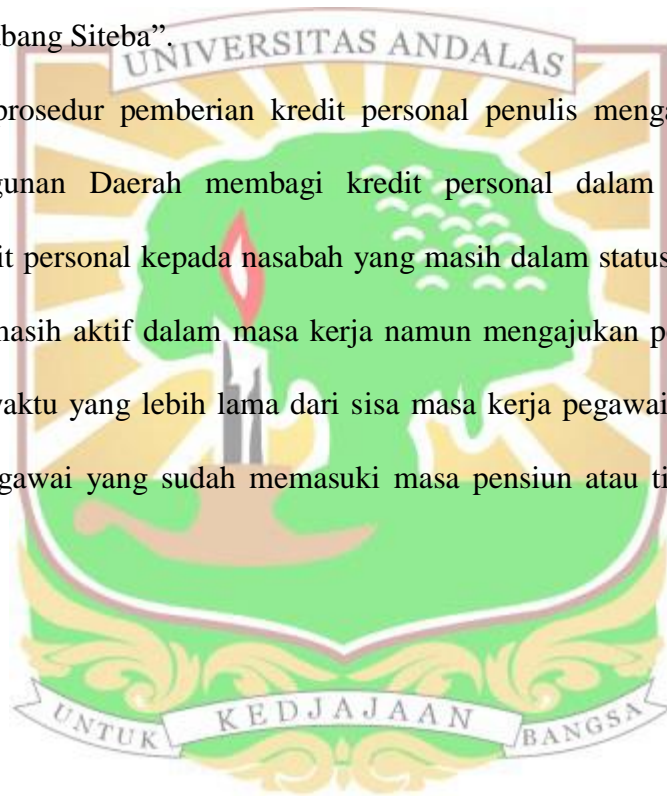 abang Siteba”.
UNIVERSITAS ANDALAS
prosedur pemberian kredit personal penulis menga
gunan Daerah membagi kredit personal dalam
it personal kepada nasabah yang masih dalam status
masih aktif dalam masa kerja namun mengajukan p
waktu yang lebih lama dari sisa masa kerja pegawai
gawai yang sudah memasuki masa pensiun atau ti
UNTUK KEDJAJAAN BANGSA